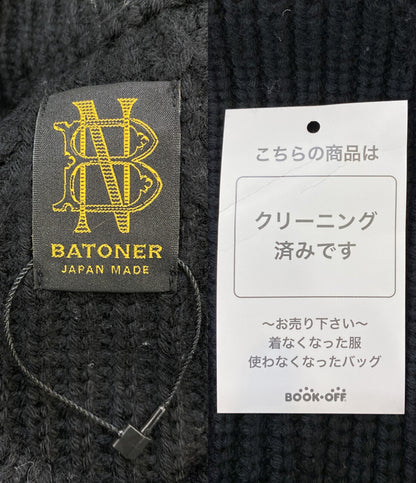 NB
BATONER
JAPAN MADE
こちらの商品は
クリーニング
済みです
～お売り下さい～
着なくなった服
使わなくなったバッグ
BOOK・OFF